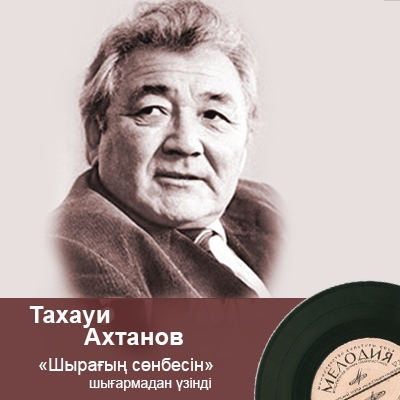 Тахауи
Ахтанов
«Шырағың сөнбесін»
шығармадан үзінді
МЕЛОДИЯ